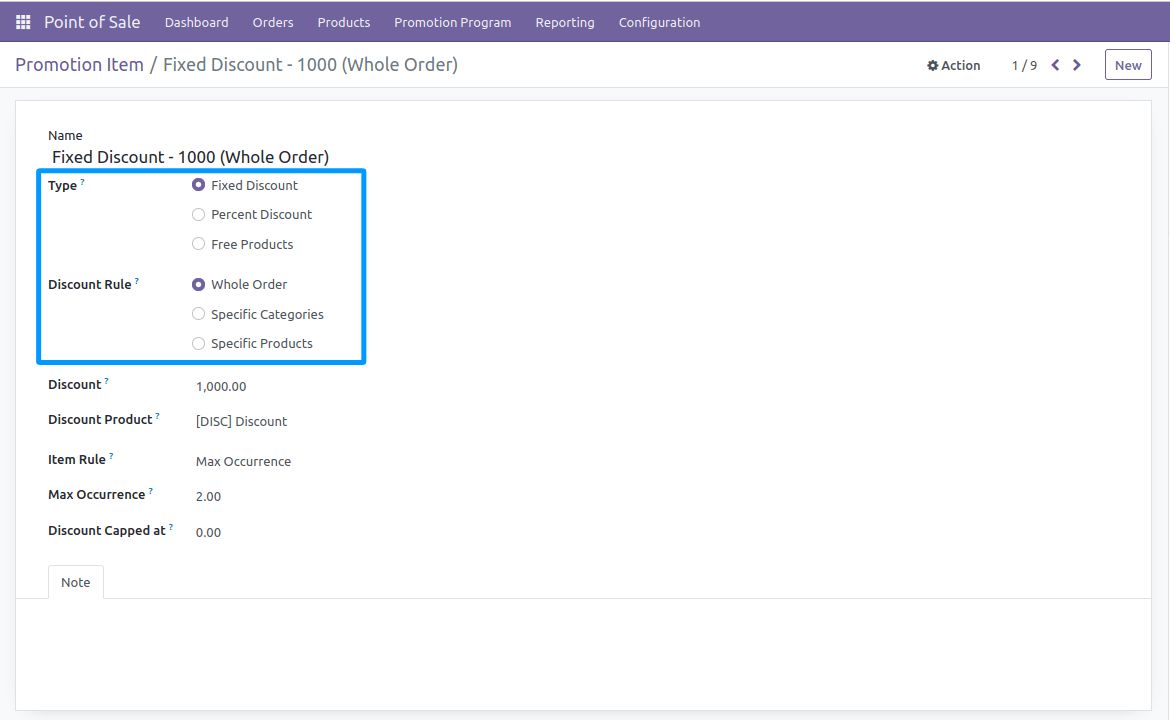 Point of Sale Dashboard Orders Products Promotion Program Reporting Configuration
Promotion Item / Fixed Discount - 1000 (Whole Order) Action 1 / 9 New
Name
Fixed Discount - 1000 (Whole Order)
Type ? Fixed Discount
Percent Discount
Free Products
Discount Rule ? Whole Order
Specific Categories
Specific Products
Discount ? 1,000.00
Discount Product ? [DISC] Discount
Item Rule ? Max Occurrence
Max Occurrence ? 2.00
Discount Capped at ? 0.00
Note